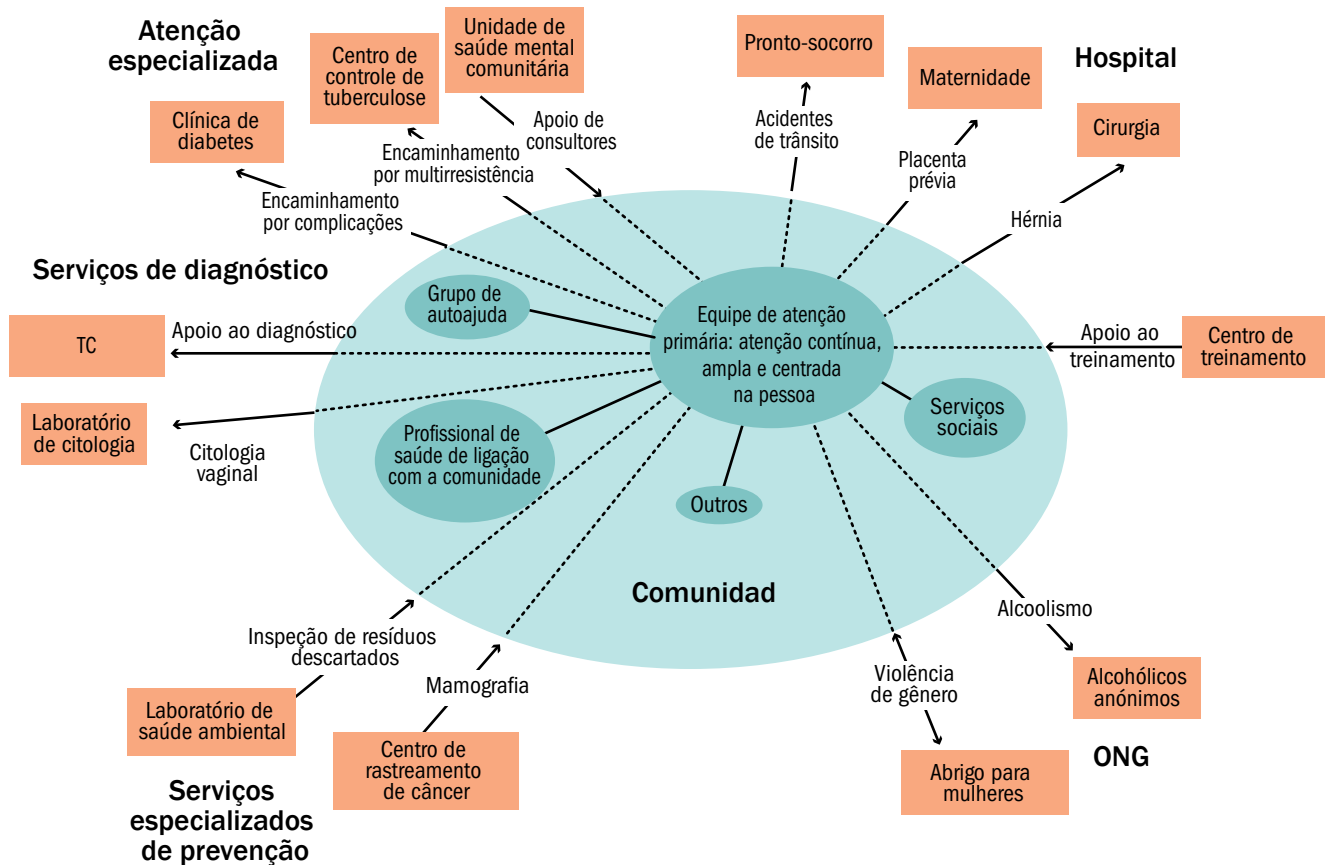 Atenção
especializada
Centro de
controle de
tuberculose
Unidade de
saúde mental
comunitária
Pronto-socorro
Maternidade
Hospital
Clínica de
diabetes
Cirurgia
Apoio de
consultores
Acidentes
de trânsito
Encaminhamento
por multirresistência
Placenta
prévia
Encaminhamento
por complicações
Hérnia
Serviços de diagnóstico
Grupo de
autoajuda
Equipe de atenção
primária: atenção contínua,
ampla e centrada
na pessoa
TC
Apoio ao diagnóstico
Apoio ao
treinamento
Centro de
treinamento
Laboratório
de citologia
Citologia
vaginal
Profissional de
saúde de ligação
com a comunidade
Serviços
sociais
Outros
Comunidad
Alcoolismo
Inspeção de resíduos
descartados
Mamografia
Violência
de gênero
Alcohólicos
anónimos
Laboratório de
saúde ambiental
Centro de
rastreamento
de câncer
Abrigo para
mulheres
ONG
Serviços
especializados
de prevenção